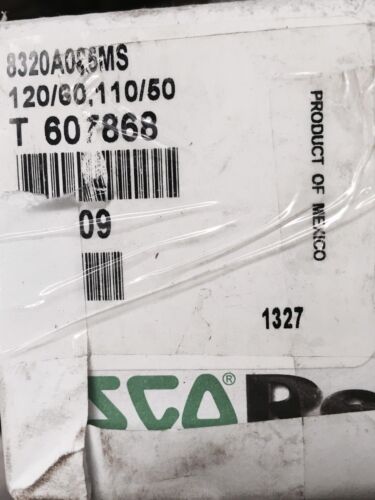 120/60,110/50
T 607868
09
PRODUCT OF MEXICO
1327